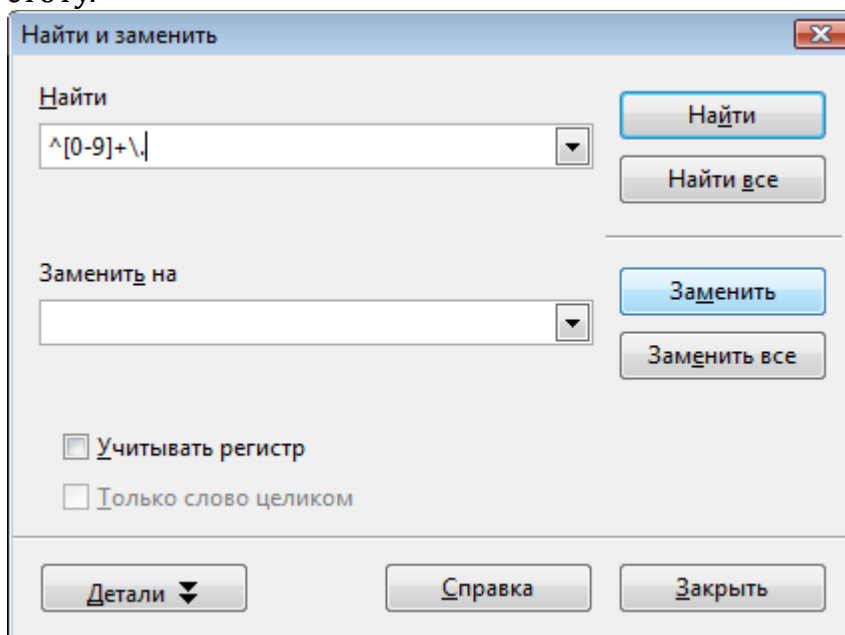 Найти и заменить
Найти
^[0-9]+\.
Найти
Найти все
Заменить на
Заменить
Заменить все
Учитывать регистр
Только слово целиком
Детали
Справка
Закрыть